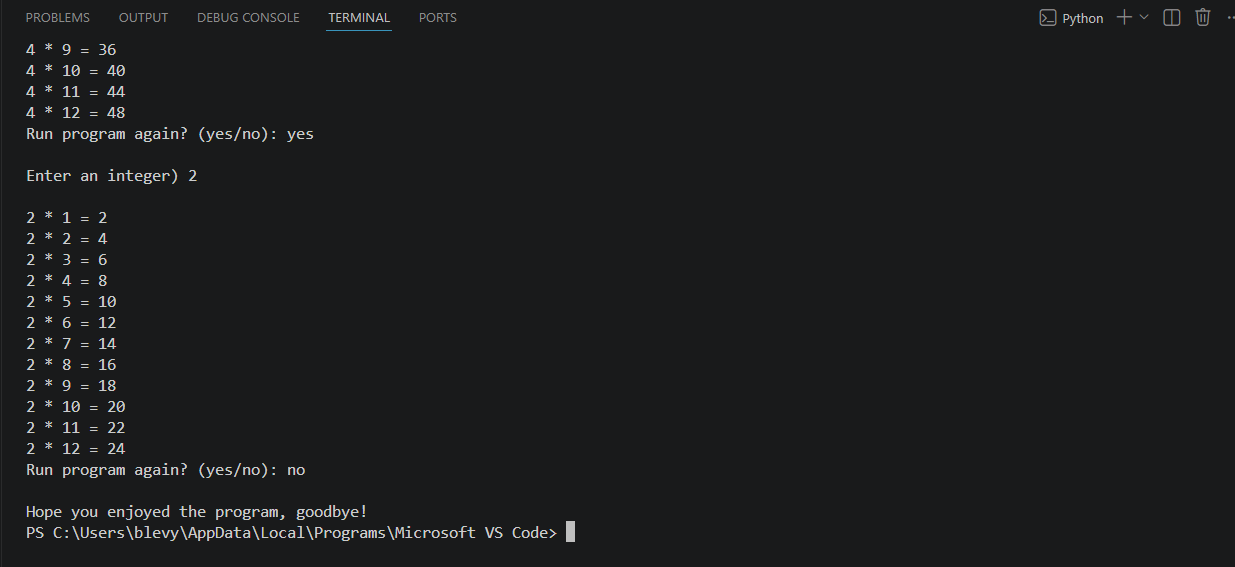 PROBLEMS OUTPUT DEBUG CONSOLE TERMINAL PORTS Python
4 * 9 = 36
4 * 10 = 40
4 * 11 = 44
4 * 12 = 48
Run program again? (yes/no): yes
Enter an integer) 2
2 * 1 = 2
2 * 2 = 4
2 * 3 = 6
2 * 4 = 8
2 * 5 = 10
2 * 6 = 12
2 * 7 = 14
2 * 8 = 16
2 * 9 = 18
2 * 10 = 20
2 * 11 = 22
2 * 12 = 24
Run program again? (yes/no): no
Hope you enjoyed the program, goodbye!
PS C:\Users\blevy\AppData\Local\Programs\Microsoft VS Code>